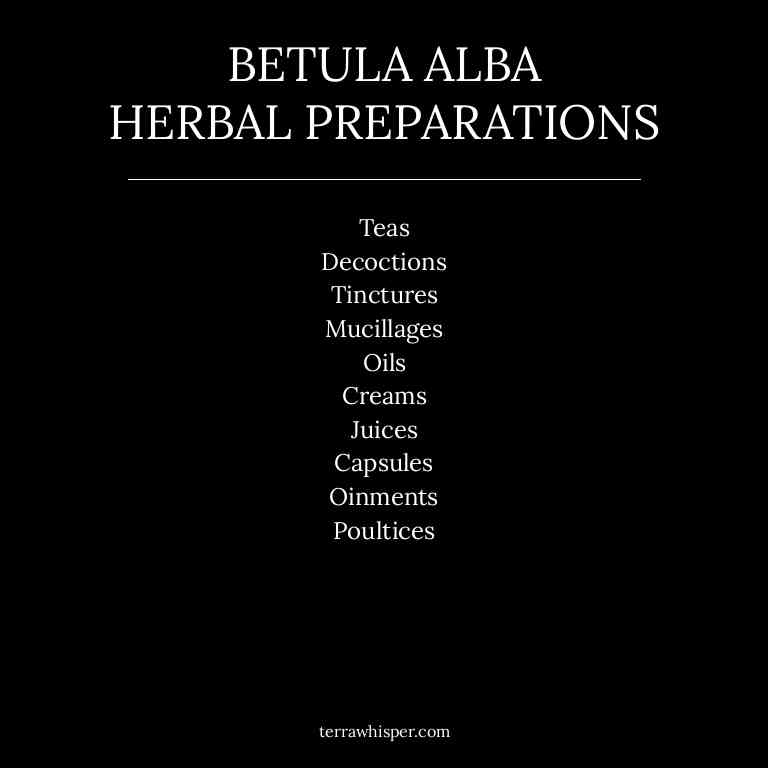 BETULA ALBA
HERBAL PREPARATIONS
Teas
Decoctions
Tinctures
Mucillages
Oils
Creams
Juices
Capsules
Oinments
Poultices
terrawhisper.com